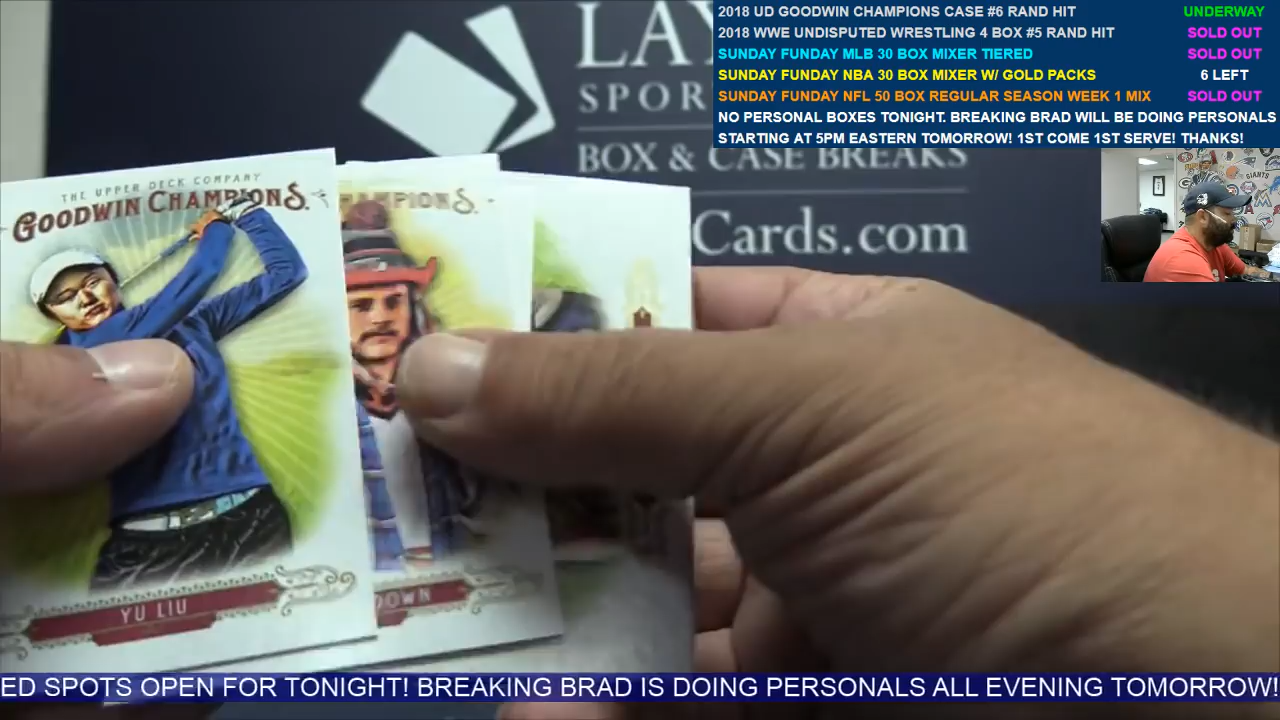 2018 UD GOODWIN CHAMPIONS CASE #6 RAND HIT UNDERWAY
2018 WWE UNDISPUTED WRESTLING 4 BOX #5 RAND HIT SOLD OUT
SUNDAY FUNDAY MLB 30 BOX MIXER TIERED SOLD OUT
SUNDAY FUNDAY NBA 30 BOX MIXER W/ GOLD PACKS 6 LEFT
SUNDAY FUNDAY NFL 50 BOX REGULAR SEASON WEEK 1 MIX SOLD OUT
NO PERSONAL BOXES TONIGHT. BREAKING BRAD WILL BE DOING PERSONALS
STARTING AT 5PM EASTERN TOMORROW! 1ST COME 1ST SERVE! THANKS!
LAY
SPOR
BOX & CASE BREAKS
Cards.com
THE UPPER DECK COMPANY
GOODWIN CHAMPIONS.
HAMPIONS.
YU LIU
DOWN
ED SPOTS OPEN FOR TONIGHT! BREAKING BRAD IS DOING PERSONALS ALL EVENING TOMORROW!